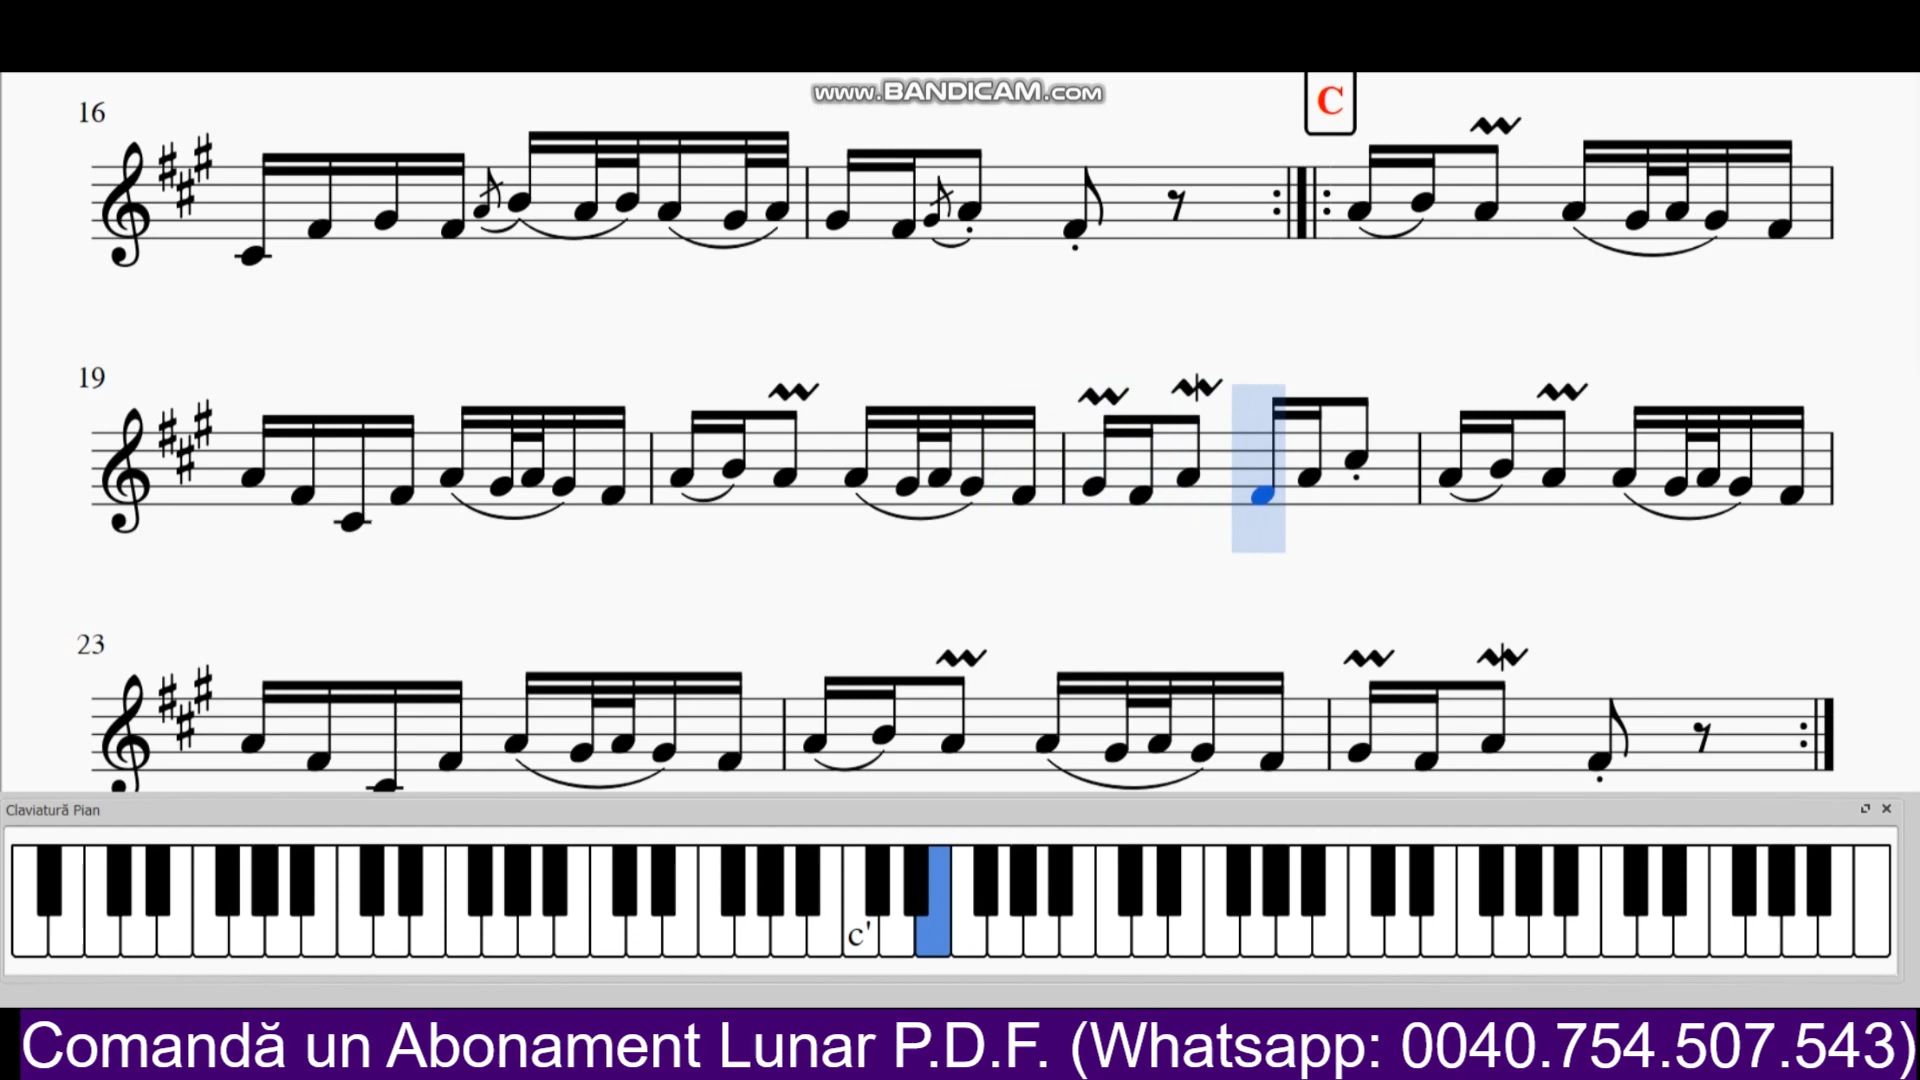 www.BANDICAM.com
16
C
19
23
Claviatură Pian
c'
Comandă un Abonament Lunar P.D.F. (Whatsapp: 0040.754.507.543)